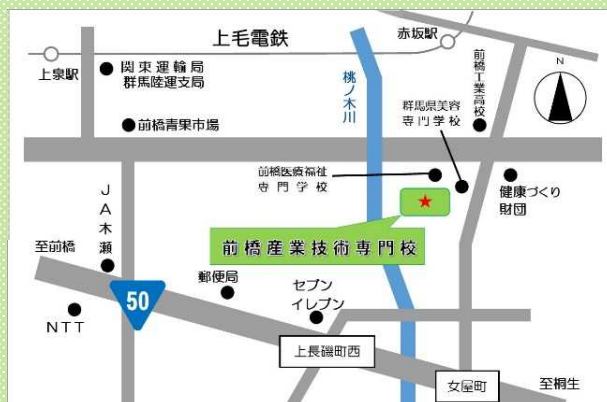 上毛電鉄
赤坂駅
上泉駅
関東運輸局
群馬陸運支局
前橋青果市場
桃ノ木川
群馬県美容
専門学校
前橋工業高校
N
前橋医療福祉
専門学校
健康づくり
財団
JA木瀬
前橋産業技術専門校
至前橋
郵便局
50
セブン
イレブン
NTT
上長磯町西
女屋町
至桐生